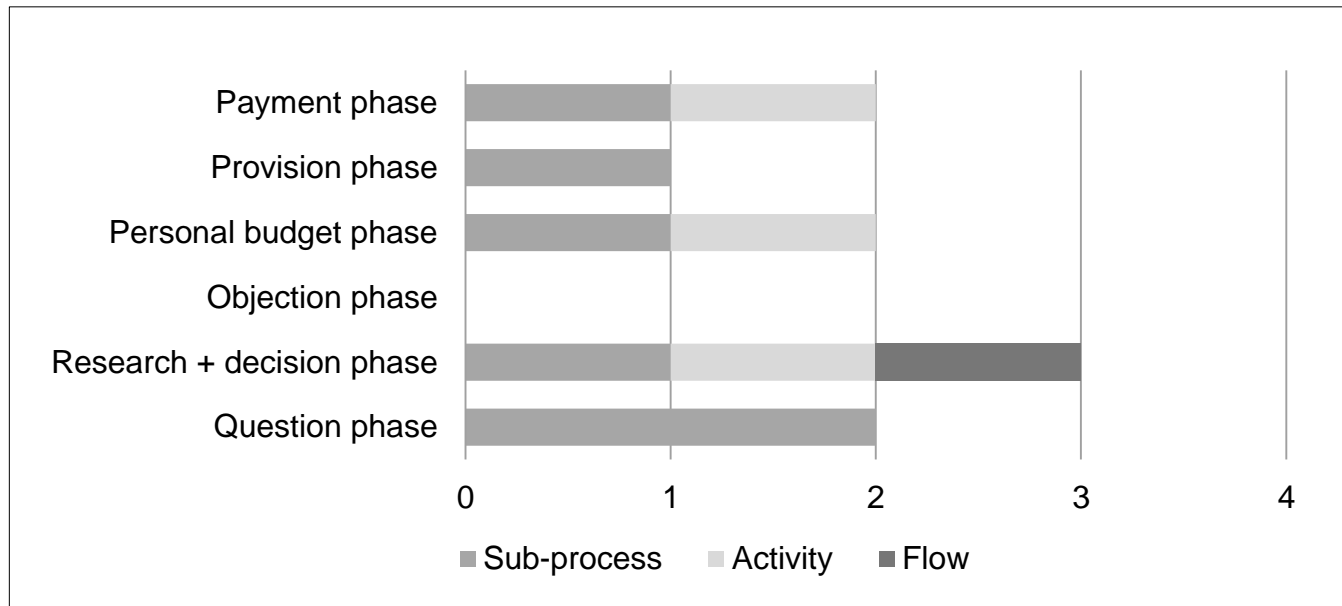 Payment phase
Provision phase
Personal budget phase
Objection phase
Research + decision phase
Question phase
0 1 2 3 4
Sub-process Activity Flow